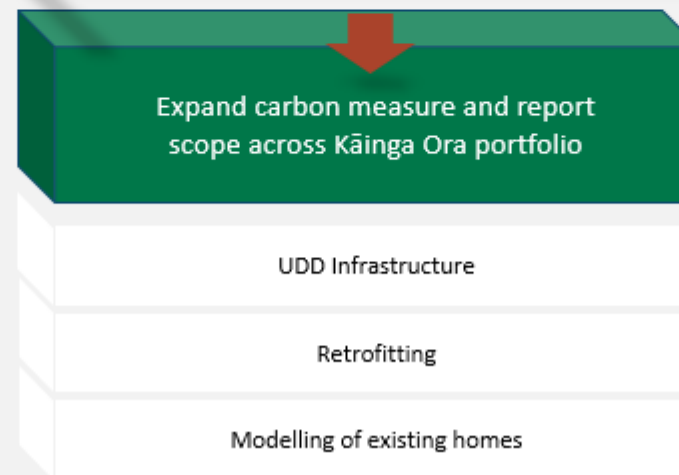 Expand carbon measure and report
scope across Kāinga Ora portfolio
UDD Infrastructure
Retrofitting
Modelling of existing homes